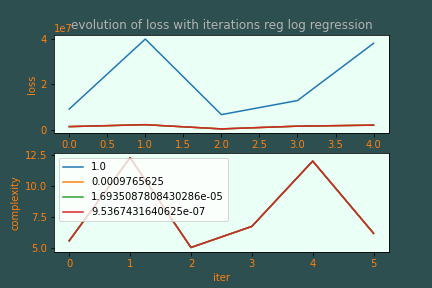 evolution of loss with iterations reg log regression
1e7
4
2
0
loss
0.0 0.5 1.0 1.5 2.0 2.5 3.0 3.5 4.0
12.5
10.0
7.5
5.0
complexity
1.0
0.0009765625
1.6935087808430286e-05
9.5367431640625e-07
0 1 2 3 4 5
iter